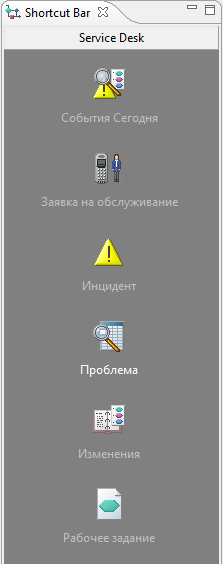 Shortcut Bar
Service Desk
События Сегодня
Заявка на обслуживание
Инцидент
Проблема
Изменения
Рабочее задание